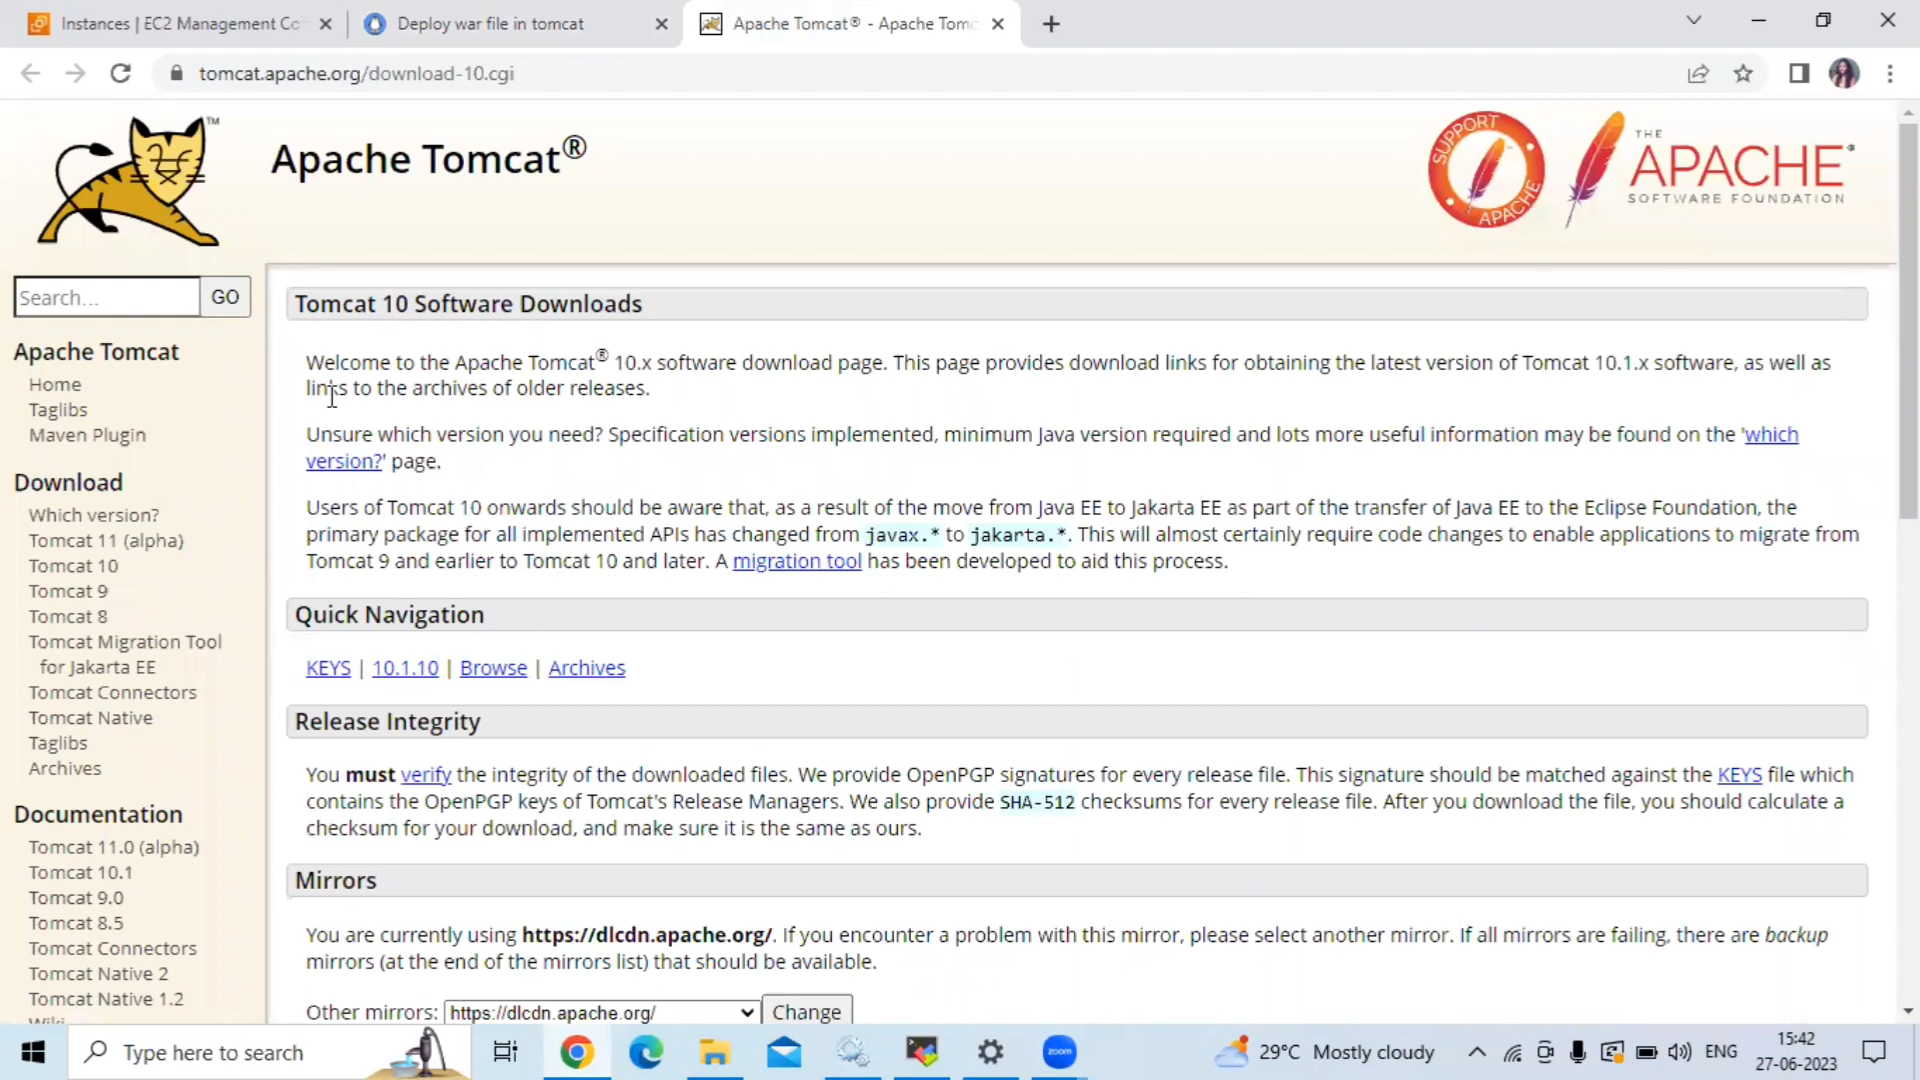 Instances | EC2 Management Co
Deploy war file in tomcat
Apache Tomcat® - Apache Tomc
tomcat.apache.org/download-10.cgi
TM
Apache Tomcat®
SUPPORT APACHE
THE
APACHE®
SOFTWARE FOUNDATION
Search...
GO
Apache Tomcat
Home
Taglibs
Maven Plugin
Download
Which version?
Tomcat 11 (alpha)
Tomcat 10
Tomcat 9
Tomcat 8
Tomcat Migration Tool
for Jakarta EE
Tomcat Connectors
Tomcat Native
Taglibs
Archives
Documentation
Tomcat 11.0 (alpha)
Tomcat 10.1
Tomcat 9.0
Tomcat 8.5
Tomcat Connectors
Tomcat Native 2
Tomcat Native 1.2
Wiki
Tomcat 10 Software Downloads
Welcome to the Apache Tomcat® 10.x software download page. This page provides download links for obtaining the latest version of Tomcat 10.1.x software, as well as
links to the archives of older releases.
Unsure which version you need? Specification versions implemented, minimum Java version required and lots more useful information may be found on the 'which
version?' page.
Users of Tomcat 10 onwards should be aware that, as a result of the move from Java EE to Jakarta EE as part of the transfer of Java EE to the Eclipse Foundation, the
primary package for all implemented APIs has changed from javax.* to jakarta.*. This will almost certainly require code changes to enable applications to migrate from
Tomcat 9 and earlier to Tomcat 10 and later. A migration tool has been developed to aid this process.
Quick Navigation
KEYS | 10.1.10 | Browse | Archives
Release Integrity
You must verify the integrity of the downloaded files. We provide OpenPGP signatures for every release file. This signature should be matched against the KEYS file which
contains the OpenPGP keys of Tomcat's Release Managers. We also provide SHA-512 checksums for every release file. After you download the file, you should calculate a
checksum for your download, and make sure it is the same as ours.
Mirrors
You are currently using https://dlcdn.apache.org/. If you encounter a problem with this mirror, please select another mirror. If all mirrors are failing, there are backup
mirrors (at the end of the mirrors list) that should be available.
Other mirrors: https://dlcdn.apache.org/ Change
Type here to search
zoom
29°C Mostly cloudy
ENG
15:42
27-06-2023